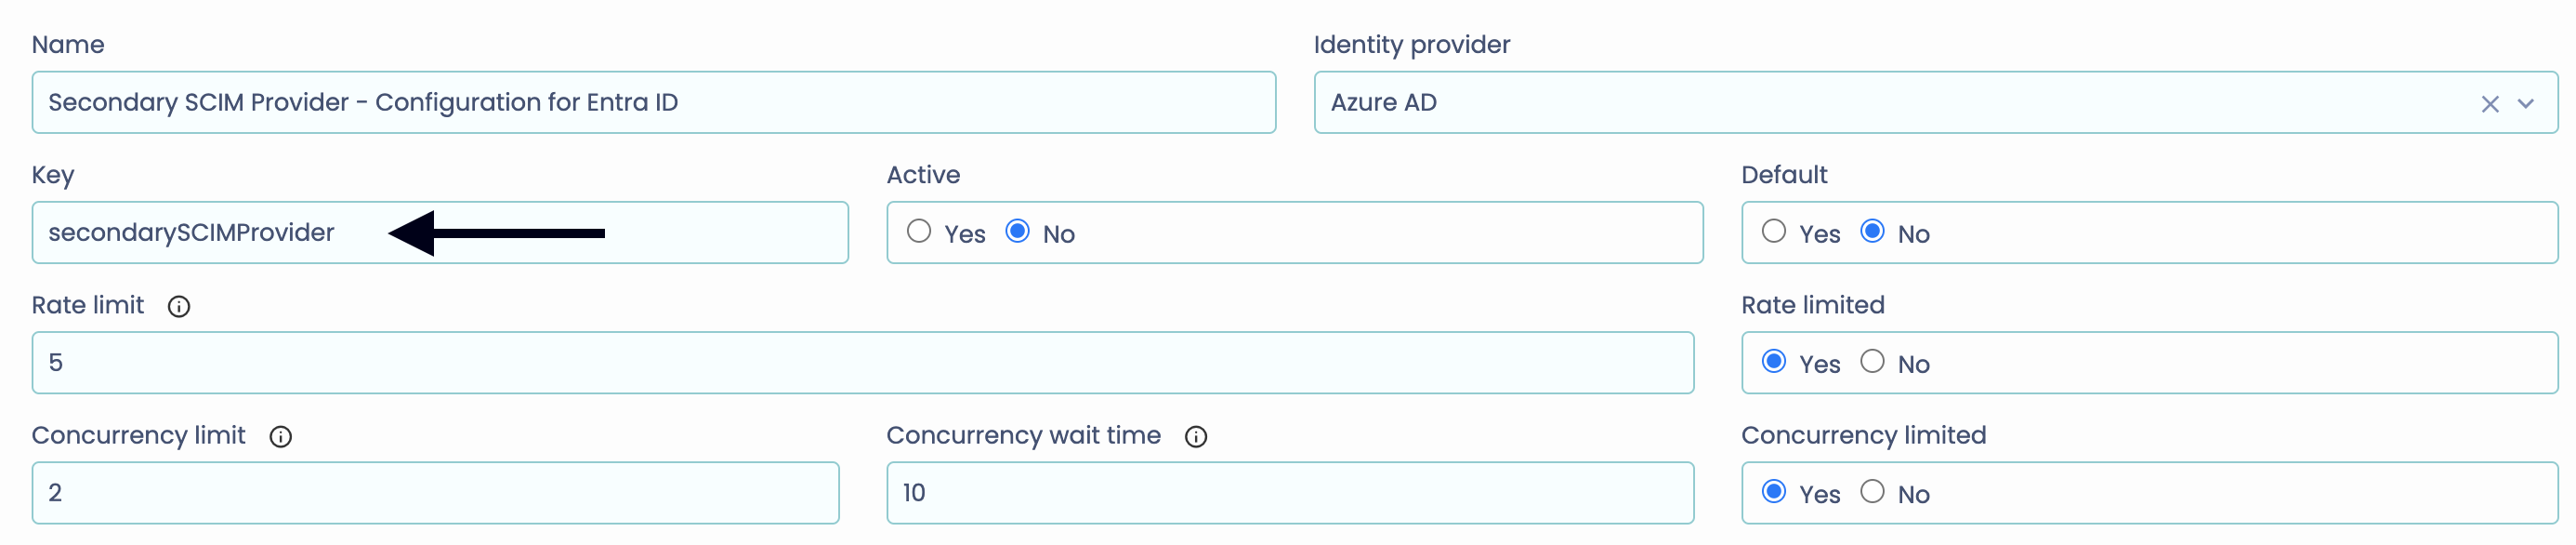 Name
Identity provider
Secondary SCIM Provider - Configuration for Entra ID
Azure AD
Key
Active
Default
secondarySCIMProvider
Yes No
Yes No
Rate limit
Rate limited
5
Yes No
Concurrency limit
Concurrency wait time
Concurrency limited
2
10
Yes No